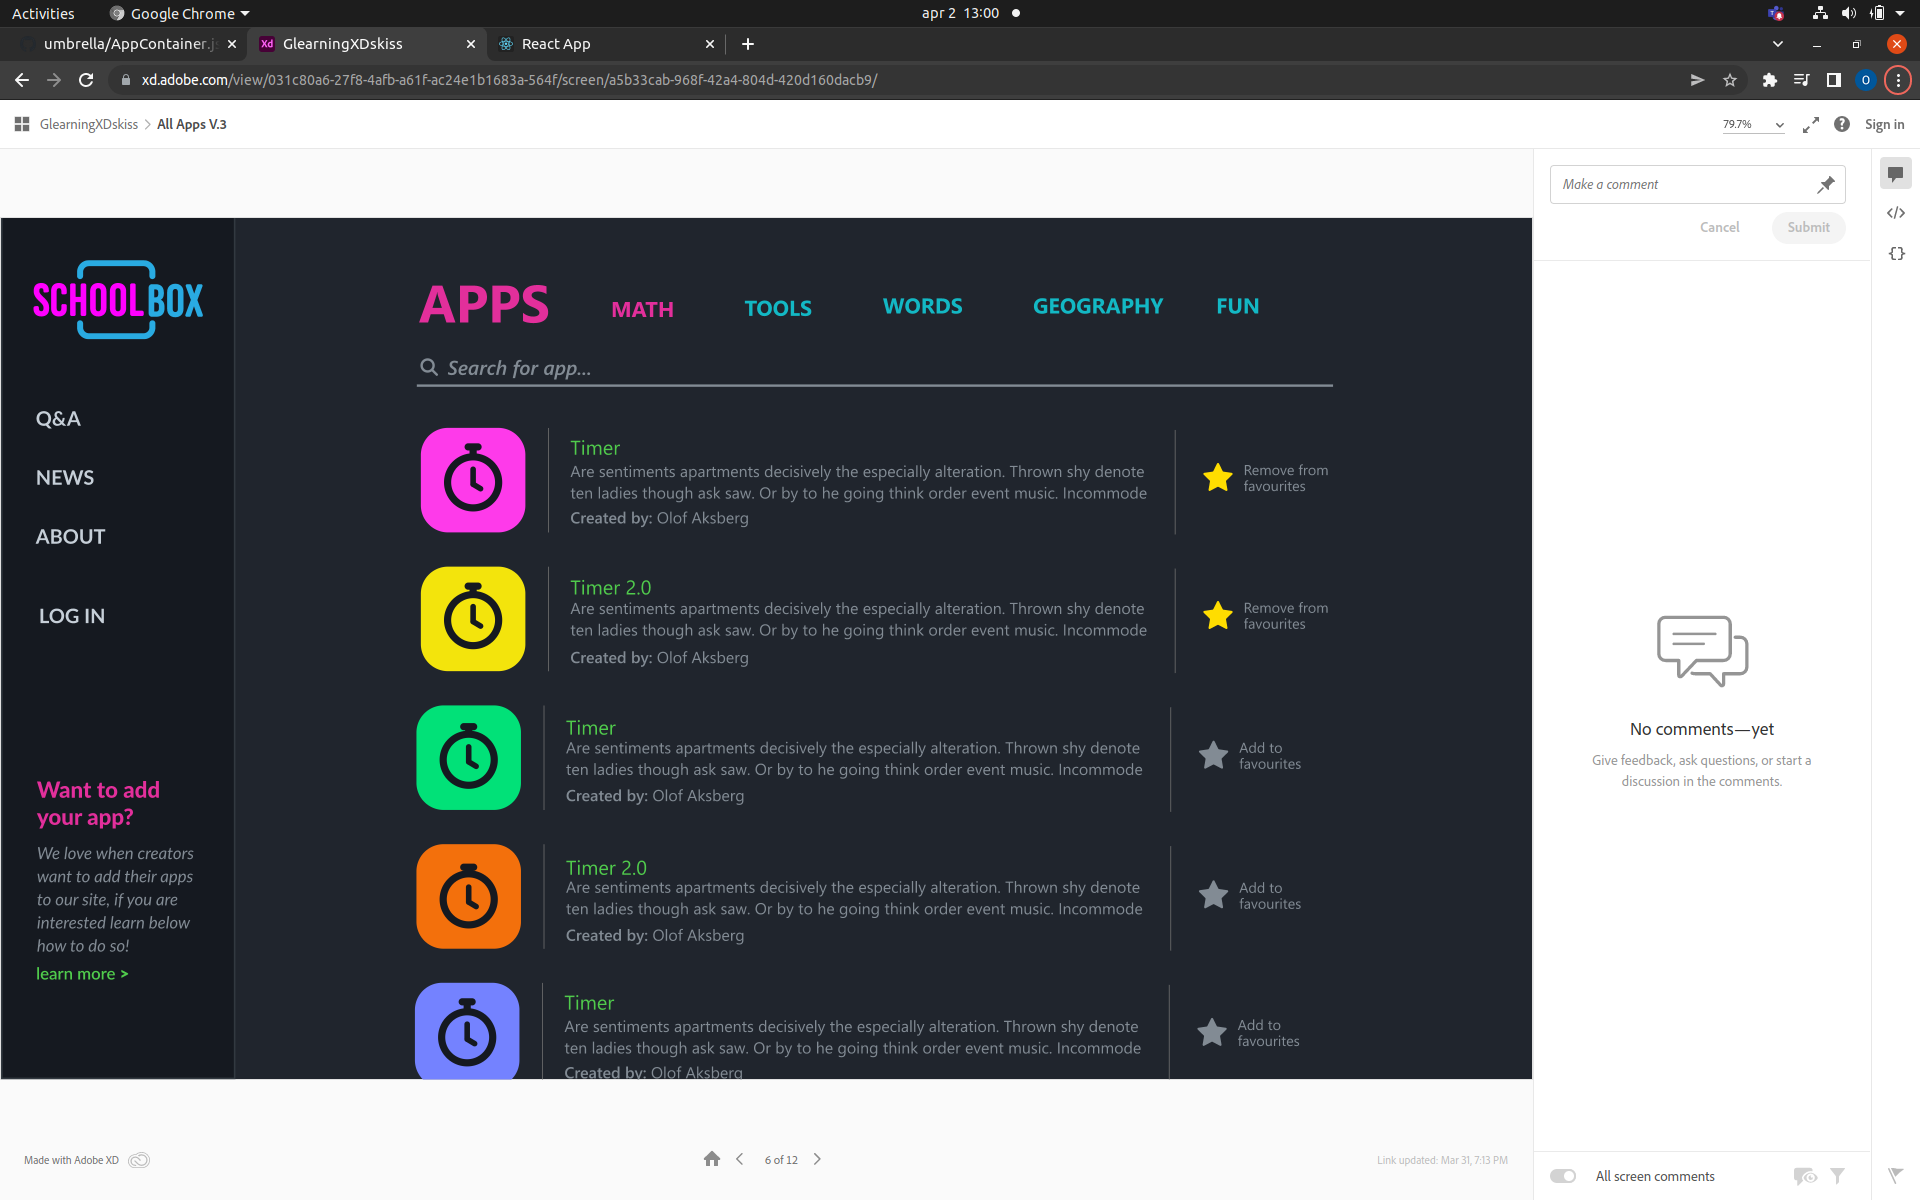 Activities
Google Chrome
apr 2 13:00
umbrella/AppContainer.js
GlearningXDskiss
React App
xd.adobe.com/view/031c80a6-27f8-4afb-a61f-ac24e1b1683a-564f/screen/a5b33cab-968f-42a4-804d-420d160dacb9/
O
GlearningXDskiss > All Apps V.3
79.7%
Sign in
Make a comment
Cancel
Submit
SCHOOLBOX
Q&A
NEWS
ABOUT
LOG IN
Want to add
your app?
We love when creators
want to add their apps
to our site, if you are
interested learn below
how to do so!
learn more >
APPS
MATH
TOOLS
WORDS
GEOGRAPHY
FUN
Search for app...
Timer
Are sentiments apartments decisively the especially alteration. Thrown shy denote
ten ladies though ask saw. Or by to he going think order event music. Incommode
Created by: Olof Aksberg
Remove from
favourites
Timer 2.0
Are sentiments apartments decisively the especially alteration. Thrown shy denote
ten ladies though ask saw. Or by to he going think order event music. Incommode
Created by: Olof Aksberg
Remove from
favourites
Timer
Are sentiments apartments decisively the especially alteration. Thrown shy denote
ten ladies though ask saw. Or by to he going think order event music. Incommode
Created by: Olof Aksberg
Add to
favourites
Timer 2.0
Are sentiments apartments decisively the especially alteration. Thrown shy denote
ten ladies though ask saw. Or by to he going think order event music. Incommode
Created by: Olof Aksberg
Add to
favourites
Timer
Are sentiments apartments decisively the especially alteration. Thrown shy denote
ten ladies though ask saw. Or by to he going think order event music. Incommode
Created by: Olof Aksberg
Add to
favourites
No comments—yet
Give feedback, ask questions, or start a
discussion in the comments.
Made with Adobe XD
6 of 12
Link updated: Mar 31, 7:13 PM
All screen comments